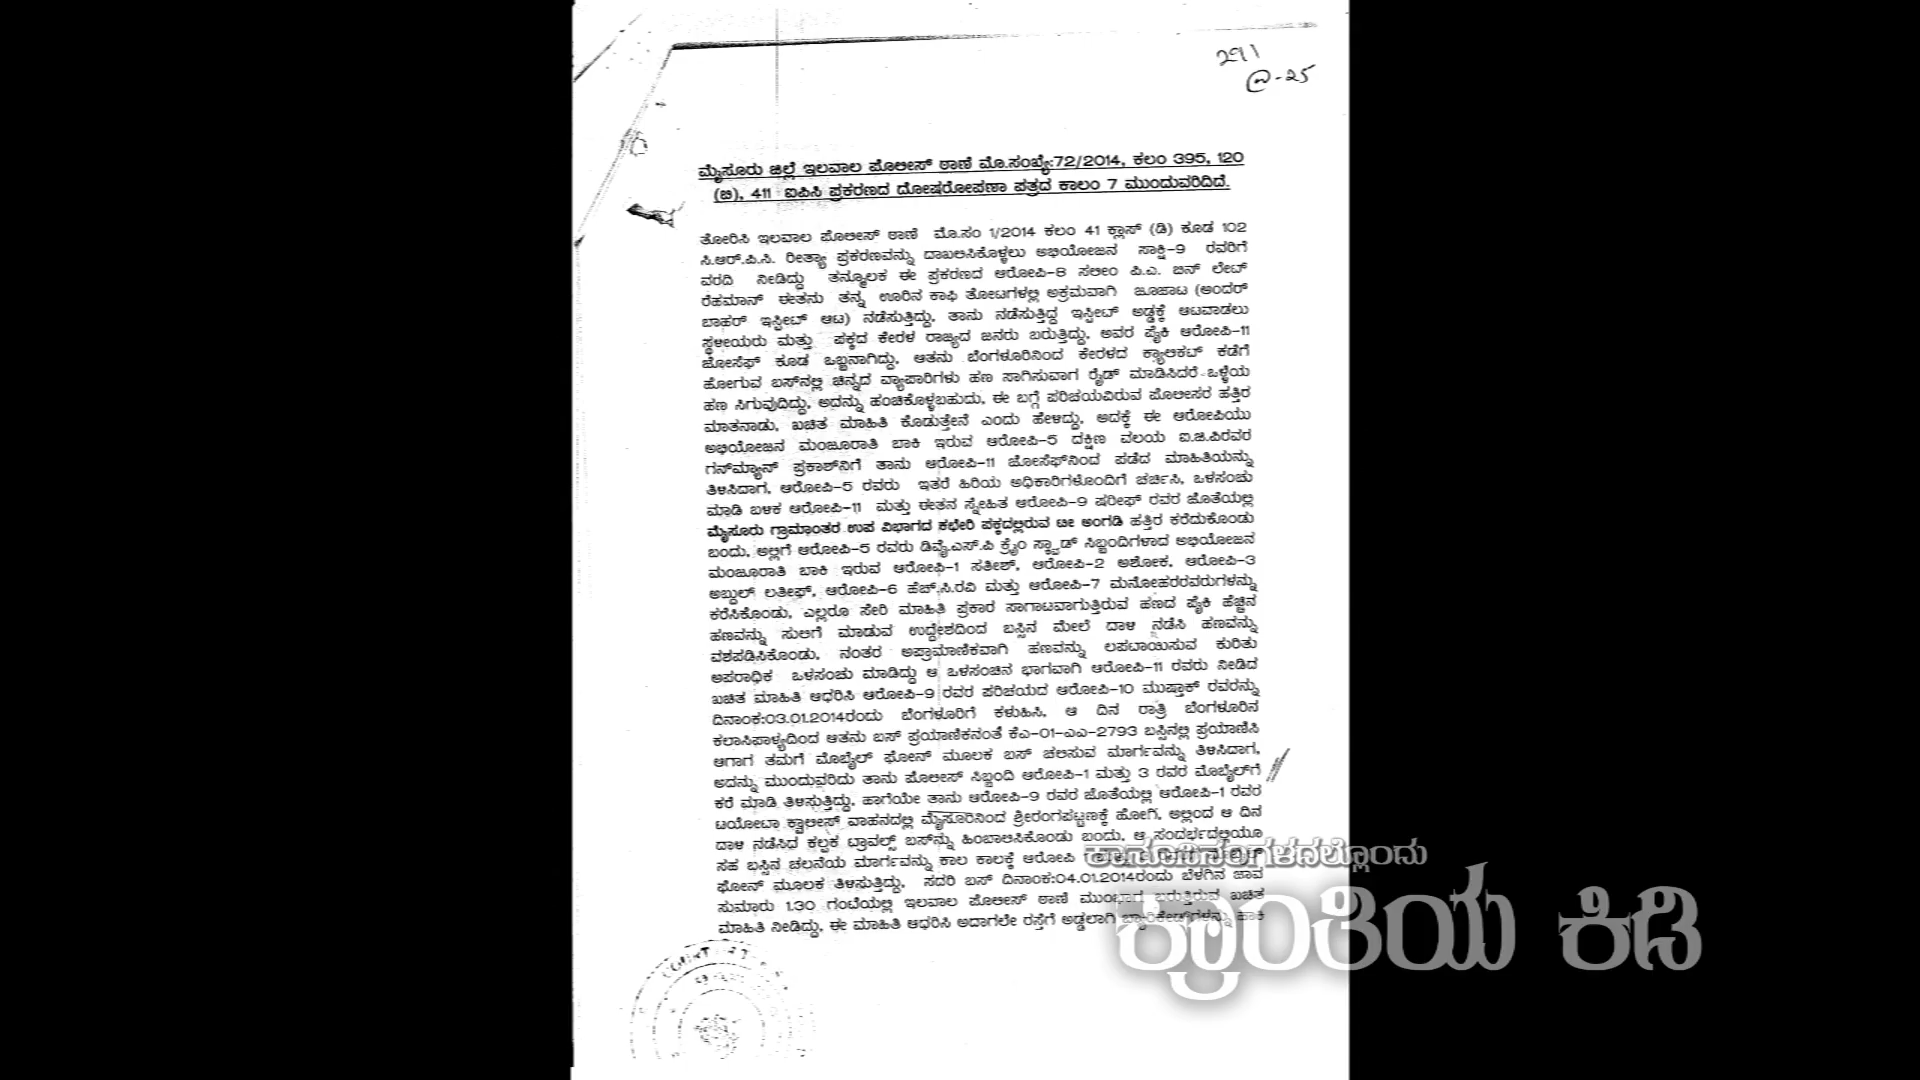 291
@-25
ಮೈಸೂರು ಜಿಲ್ಲೆ ಇಲವಾಲ ಪೊಲೀಸ್ ಠಾಣೆ ಮೊ.ಸಂಖ್ಯೆ:72/2014, ಕಲಂ 395, 120
(ಬಿ), 411 ಐಪಿಸಿ ಪ್ರಕರಣದ ದೋಷರೋಪಣಾ ಪತ್ರದ ಕಾಲಂ 7 ಮುಂದುವರಿದಿದೆ.
ತೋರಿಸಿ ಇಲವಾಲ ಪೊಲೀಸ್ ಠಾಣೆ ಮೊ.ಸಂ 1/2014 ಕಲಂ 41 ಕ್ಲಾಸ್ (ಡಿ) ಕೂಡ 102
ಸಿ.ಆರ್.ಪಿ.ಸಿ. ರೀತ್ಯಾ ಪ್ರಕರಣವನ್ನು ದಾಖಲಿಸಿಕೊಳ್ಳಲು ಅಭಿಯೋಜನ ಸಾಕ್ಷಿ-9 ರವರಿಗೆ
ವರದಿ ನೀಡಿದ್ದು ತನ್ಮೂಲಕ ಈ ಪ್ರಕರಣದ ಆರೋಪಿ-8 ಸಲೀಂ ಪಿ.ಎ. ಬಿನ್ ಲೇಟ್
ರೆಹಮಾನ್ ಈತನು ತನ್ನ ಊರಿನ ಕಾಫಿ ತೋಟಗಳಲ್ಲಿ ಅಕ್ರಮವಾಗಿ ಜೂಜಾಟ (ಅಂದರ್
ಬಾಹರ್ ಇಸ್ಪೀಟ್ ಆಟ) ನಡೆಸುತ್ತಿದ್ದು, ತಾನು ನಡೆಸುತ್ತಿದ್ದ ಇಸ್ಪೀಟ್ ಅಡ್ಡಕ್ಕೆ ಆಟವಾಡಲು
ಸ್ಥಳೀಯರು ಮತ್ತು ಪಕ್ಕದ ಕೇರಳ ರಾಜ್ಯದ ಜನರು ಬರುತ್ತಿದ್ದು, ಅವರ ಪೈಕಿ ಆರೋಪಿ-11
ಜೋಸೆಫ್ ಕೂಡ ಒಬ್ಬನಾಗಿದ್ದು, ಆತನು ಬೆಂಗಳೂರಿನಿಂದ ಕೇರಳದ ಕ್ಯಾಲಿಕಟ್ ಕಡೆಗೆ
ಹೋಗುವ ಬಸ್‌ನಲ್ಲಿ ಚಿನ್ನದ ವ್ಯಾಪಾರಿಗಳು ಹಣ ಸಾಗಿಸುವಾಗ ರೈಡ್ ಮಾಡಿಸಿದರೆ ಒಳ್ಳೆಯ
ಹಣ ಸಿಗುವುದಿದ್ದು, ಅದನ್ನು ಹಂಚಿಕೊಳ್ಳಬಹುದು, ಈ ಬಗ್ಗೆ ಪರಿಚಯವಿರುವ ಪೊಲೀಸರ ಹತ್ತಿರ
ಮಾತನಾಡು, ಖಚಿತ ಮಾಹಿತಿ ಕೊಡುತ್ತೇನೆ ಎಂದು ಹೇಳಿದ್ದು, ಅದಕ್ಕೆ ಈ ಆರೋಪಿಯು
ಅಭಿಯೋಜನ ಮಂಜೂರಾತಿ ಬಾಕಿ ಇರುವ ಆರೋಪಿ-5 ದಕ್ಷಿಣ ವಲಯ ಐ.ಜಿ.ಪಿರವರ
ಗನ್‌ಮ್ಯಾನ್ ಪ್ರಕಾಶ್‌ನಿಗೆ ತಾನು ಆರೋಪಿ-11 ಜೋಸೆಫ್‌ನಿಂದ ಪಡೆದ ಮಾಹಿತಿಯನ್ನು
ತಿಳಿಸಿದಾಗ, ಆರೋಪಿ-5 ರವರು ಇತರೆ ಹಿರಿಯ ಅಧಿಕಾರಿಗಳೊಂದಿಗೆ ಚರ್ಚಿಸಿ, ಒಳಸಂಚು
ಮಾಡಿ ಬಳಿಕ ಆರೋಪಿ-11 ಮತ್ತು ಈತನ ಸ್ನೇಹಿತ ಆರೋಪಿ-9 ಷರೀಫ್ ರವರ ಜೊತೆಯಲ್ಲಿ
ಮೈಸೂರು ಗ್ರಾಮಾಂತರ ಉಪ ವಿಭಾಗದ ಕಛೇರಿ ಪಕ್ಕದಲ್ಲಿರುವ ಟೀ ಅಂಗಡಿ ಹತ್ತಿರ ಕರೆದುಕೊಂಡು
ಬಂದು, ಅಲ್ಲಿಗೆ ಆರೋಪಿ-5 ರವರು ಡಿವೈ.ಎಸ್.ಪಿ ಕ್ರೈಂ ಸ್ಕ್ವಾಡ್ ಸಿಬ್ಬಂದಿಗಳಾದ ಅಭಿಯೋಜನ
ಮಂಜೂರಾತಿ ಬಾಕಿ ಇರುವ ಆರೋಪಿ-1 ಸತೀಶ್, ಆರೋಪಿ-2 ಅಶೋಕ, ಆರೋಪಿ-3
ಅಬ್ದುಲ್ ಲತೀಫ್, ಆರೋಪಿ-6 ಹೆಚ್.ಸಿ.ರವಿ ಮತ್ತು ಆರೋಪಿ-7 ಮನೋಹರರವರುಗಳನ್ನು
ಕರೆಸಿಕೊಂಡು, ಎಲ್ಲರೂ ಸೇರಿ ಮಾಹಿತಿ ಪ್ರಕಾರ ಸಾಗಾಟವಾಗುತ್ತಿರುವ ಹಣದ ಪೈಕಿ ಹೆಚ್ಚಿನ
ಹಣವನ್ನು ಸುಲಿಗೆ ಮಾಡುವ ಉದ್ದೇಶದಿಂದ ಬಸ್ಸಿನ ಮೇಲೆ ದಾಳಿ ನಡೆಸಿ ಹಣವನ್ನು
ವಶಪಡಿಸಿಕೊಂಡು, ನಂತರ ಅಪ್ರಾಮಾಣಿಕವಾಗಿ ಹಣವನ್ನು ಲಪಟಾಯಿಸುವ ಕುರಿತು
ಅಪರಾಧಿಕ ಒಳಸಂಚು ಮಾಡಿದ್ದು ಆ ಒಳಸಂಚಿನ ಭಾಗವಾಗಿ ಆರೋಪಿ-11 ರವರು ನೀಡಿದ
ಖಚಿತ ಮಾಹಿತಿ ಆಧರಿಸಿ ಆರೋಪಿ-9 ರವರ ಪರಿಚಯದ ಆರೋಪಿ-10 ಮುಷ್ತಾಕ್ ರವರನ್ನು
ದಿನಾಂಕ:03.01.2014ರಂದು ಬೆಂಗಳೂರಿಗೆ ಕಳುಹಿಸಿ, ಆ ದಿನ ರಾತ್ರಿ ಬೆಂಗಳೂರಿನ
ಕಲಾಸಿಪಾಳ್ಯದಿಂದ ಆತನು ಬಸ್ ಪ್ರಯಾಣಿಕನಂತೆ ಕೆಎ-01-ಎಎ-2793 ಬಸ್ಸಿನಲ್ಲಿ ಪ್ರಯಾಣಿಸಿ
ಆಗಾಗ ತಮಗೆ ಮೊಬೈಲ್ ಫೋನ್ ಮೂಲಕ ಬಸ್ ಚಲಿಸುವ ಮಾರ್ಗವನ್ನು ತಿಳಿಸಿದಾಗ,
ಅದನ್ನು ಮುಂದುವರಿದು ತಾನು ಪೊಲೀಸ್ ಸಿಬ್ಬಂದಿ ಆರೋಪಿ-1 ಮತ್ತು 3 ರವರ ಮೊಬೈಲ್‌ಗೆ
ಕರೆ ಮಾಡಿ ತಿಳಿಸುತ್ತಿದ್ದು, ಹಾಗೆಯೇ ತಾನು ಆರೋಪಿ-9 ರವರ ಜೊತೆಯಲ್ಲಿ ಆರೋಪಿ-1 ರವರ
ಟಯೋಟಾ ಕ್ವಾಲೀಸ್ ವಾಹನದಲ್ಲಿ ಮೈಸೂರಿನಿಂದ ಶ್ರೀರಂಗಪಟ್ಟಣಕ್ಕೆ ಹೋಗಿ, ಅಲ್ಲಿಂದ ಆ ದಿನ
ದಾಳಿ ನಡೆಸಿದ ಕಲ್ಪಕ ಟ್ರಾವಲ್ಸ್ ಬಸ್‌ನ್ನು ಹಿಂಬಾಲಿಸಿಕೊಂಡು ಬಂದು, ಆ ಸಂದರ್ಭದಲ್ಲಿಯೂ
ಸಹ ಬಸ್ಸಿನ ಚಲನೆಯ ಮಾರ್ಗವನ್ನು ಕಾಲ ಕಾಲಕ್ಕೆ ಆರೋಪಿ
ಫೋನ್ ಮೂಲಕ ತಿಳಿಸುತ್ತಿದ್ದು, ಸದರಿ ಬಸ್ ದಿನಾಂಕ:04.01.2014ರಂದು ಬೆಳಗಿನ ಜಾವ
ಸುಮಾರು 1.30 ಗಂಟೆಯಲ್ಲಿ ಇಲವಾಲ ಪೊಲೀಸ್ ಠಾಣೆ ಮುಂಭಾಗ ಬರುತ್ತಿರುವ ಖಚಿತ
ಮಾಹಿತಿ ನೀಡಿದ್ದು, ಈ ಮಾಹಿತಿ ಆಧರಿಸಿ ಅದಾಗಲೇ ರಸ್ತೆಗೆ ಅಡ್ಡಲಾಗಿ ಬ್ಯಾರಿಕೇಡ್‌ಗಳನ್ನು ಹಾಕಿ
ಕ್ರಾಂತಿಯ ಕಿಡಿ